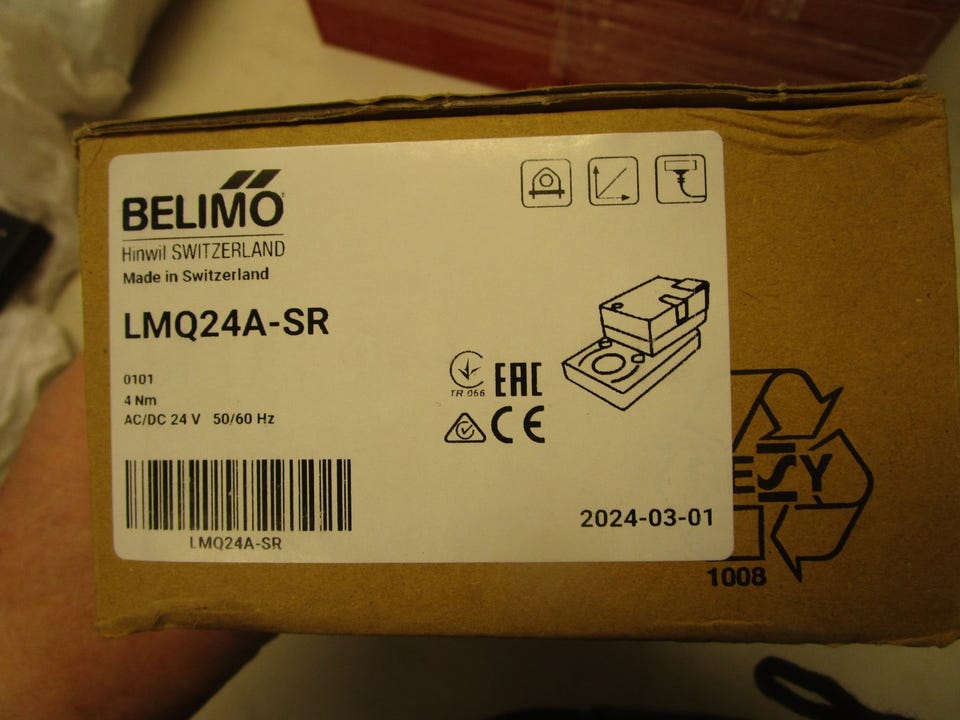 BELIMO
Hinwil SWITZERLAND
Made in Switzerland
LMQ24A-SR
0101
4 Nm
AC/DC 24 V 50/60 Hz
TR 066
EAC
CE
LMQ24A-SR
2024-03-01
ESY
1008